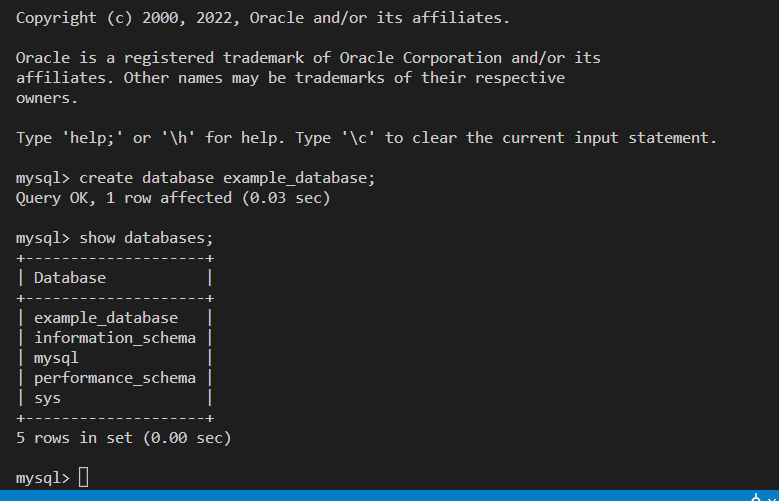 Copyright (c) 2000, 2022, Oracle and/or its affiliates.
Oracle is a registered trademark of Oracle Corporation and/or its
affiliates. Other names may be trademarks of their respective
owners.
Type 'help;' or '\h' for help. Type '\c' to clear the current input statement.
mysql> create database example_database;
Query OK, 1 row affected (0.03 sec)
mysql> show databases;
+--------------------+
| Database           |
+--------------------+
| example_database   |
| information_schema |
| mysql              |
| performance_schema |
| sys                |
+--------------------+
5 rows in set (0.00 sec)
mysql>